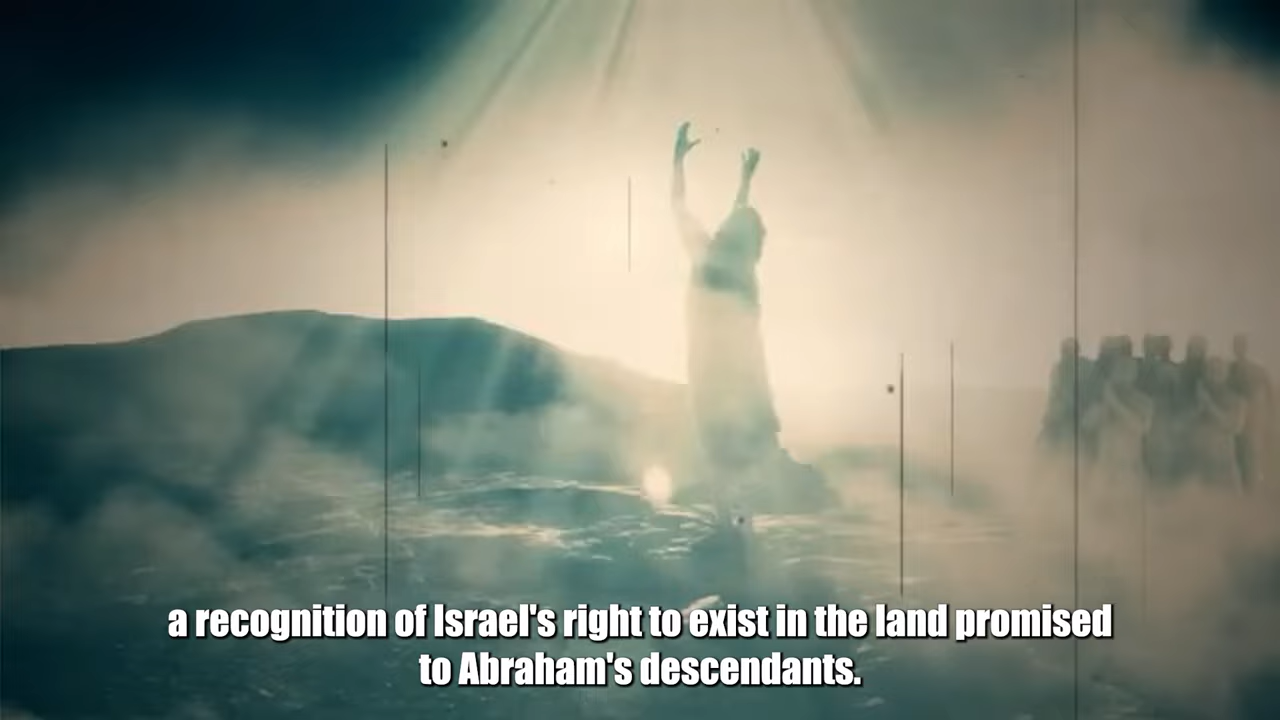 a recognition of Israel's right to exist in the land promised
to Abraham's descendants.